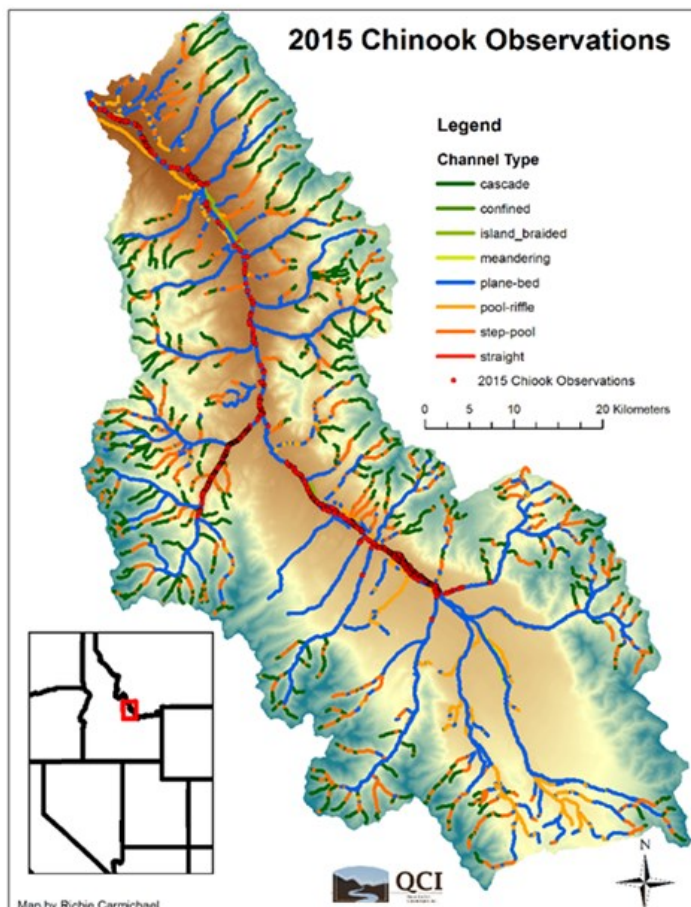 2015 Chinook Observations
Legend
Channel Type
cascade
confined
island_braided
meandering
plane-bed
pool-riffle
step-pool
straight
2015 Chiook Observations
0 5 10 20 Kilometers
N
QCI
Map by Richie Carmichael